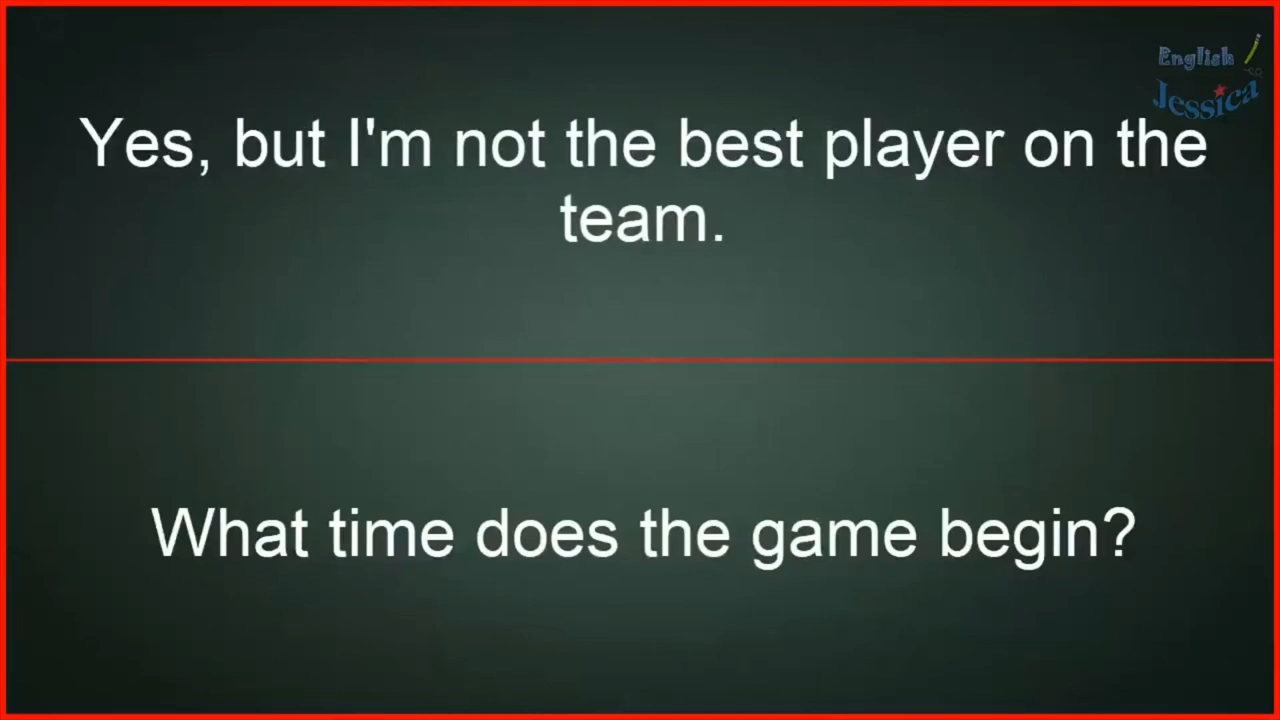 English
Jessica
Yes, but I'm not the best player on the
team.
What time does the game begin?